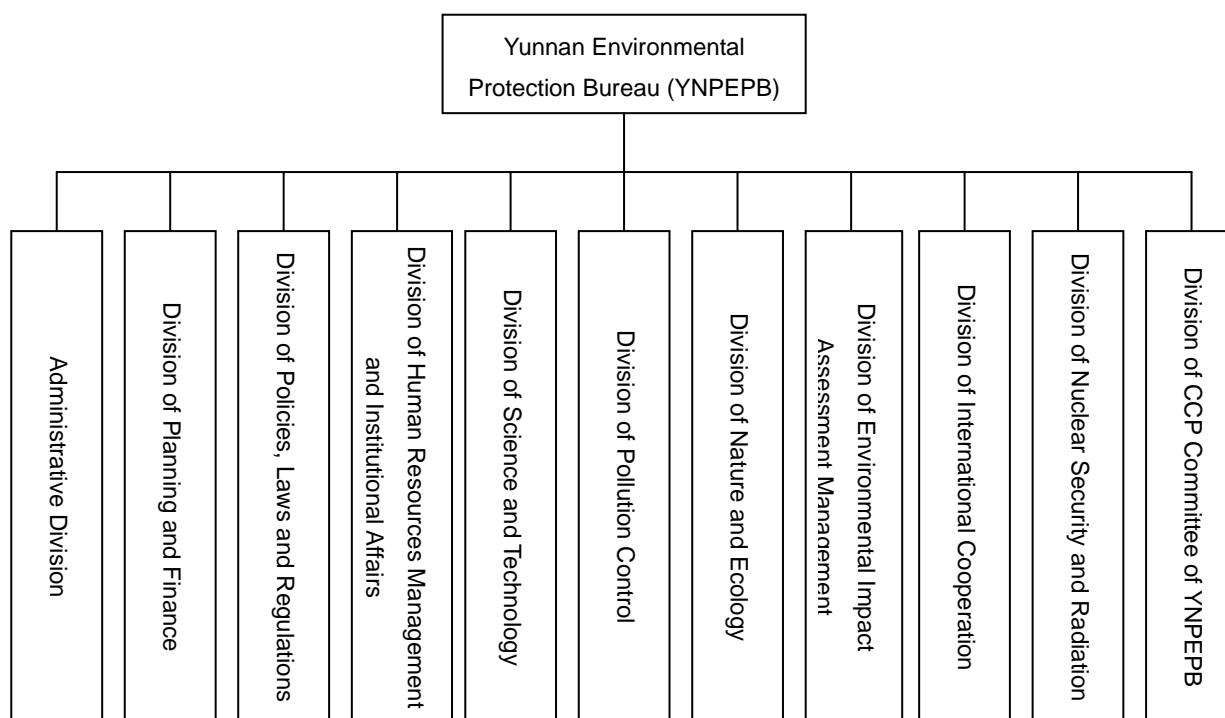 Yunnan Environmental
Protection Bureau (YNPEPB)
Administrative Division
Division of Planning and Finance
Division of Policies, Laws and Regulations
Division of Human Resources Management
and Institutional Affairs
Division of Science and Technology
Division of Pollution Control
Division of Nature and Ecology
Division of Environmental Impact
Assessment Management
Division of International Cooperation
Division of Nuclear Security and Radiation
Division of CCP Committee of YNPEPB